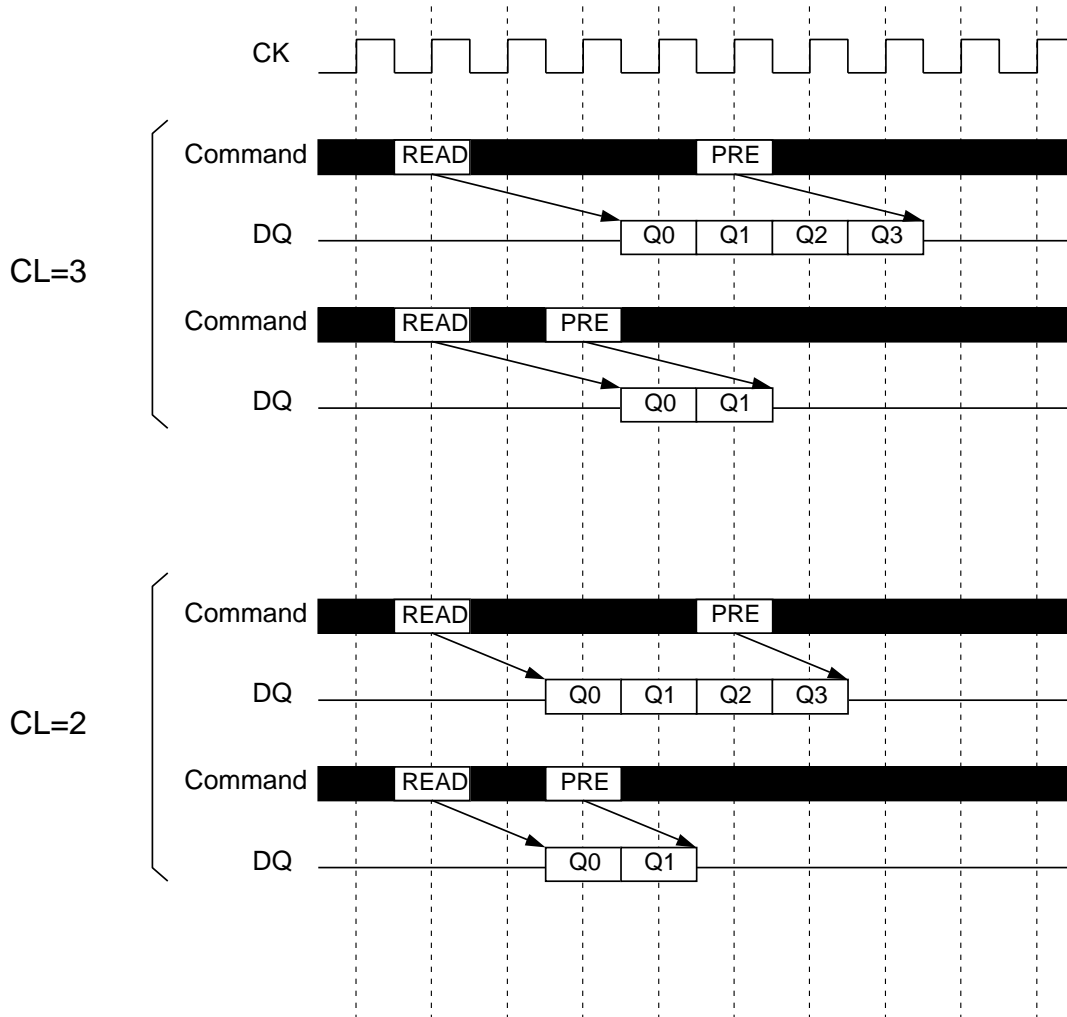 CK
Command READ PRE
DQ Q0 Q1 Q2 Q3
CL=3
Command READ PRE
DQ Q0 Q1
Command READ PRE
DQ Q0 Q1 Q2 Q3
CL=2
Command READ PRE
DQ Q0 Q1